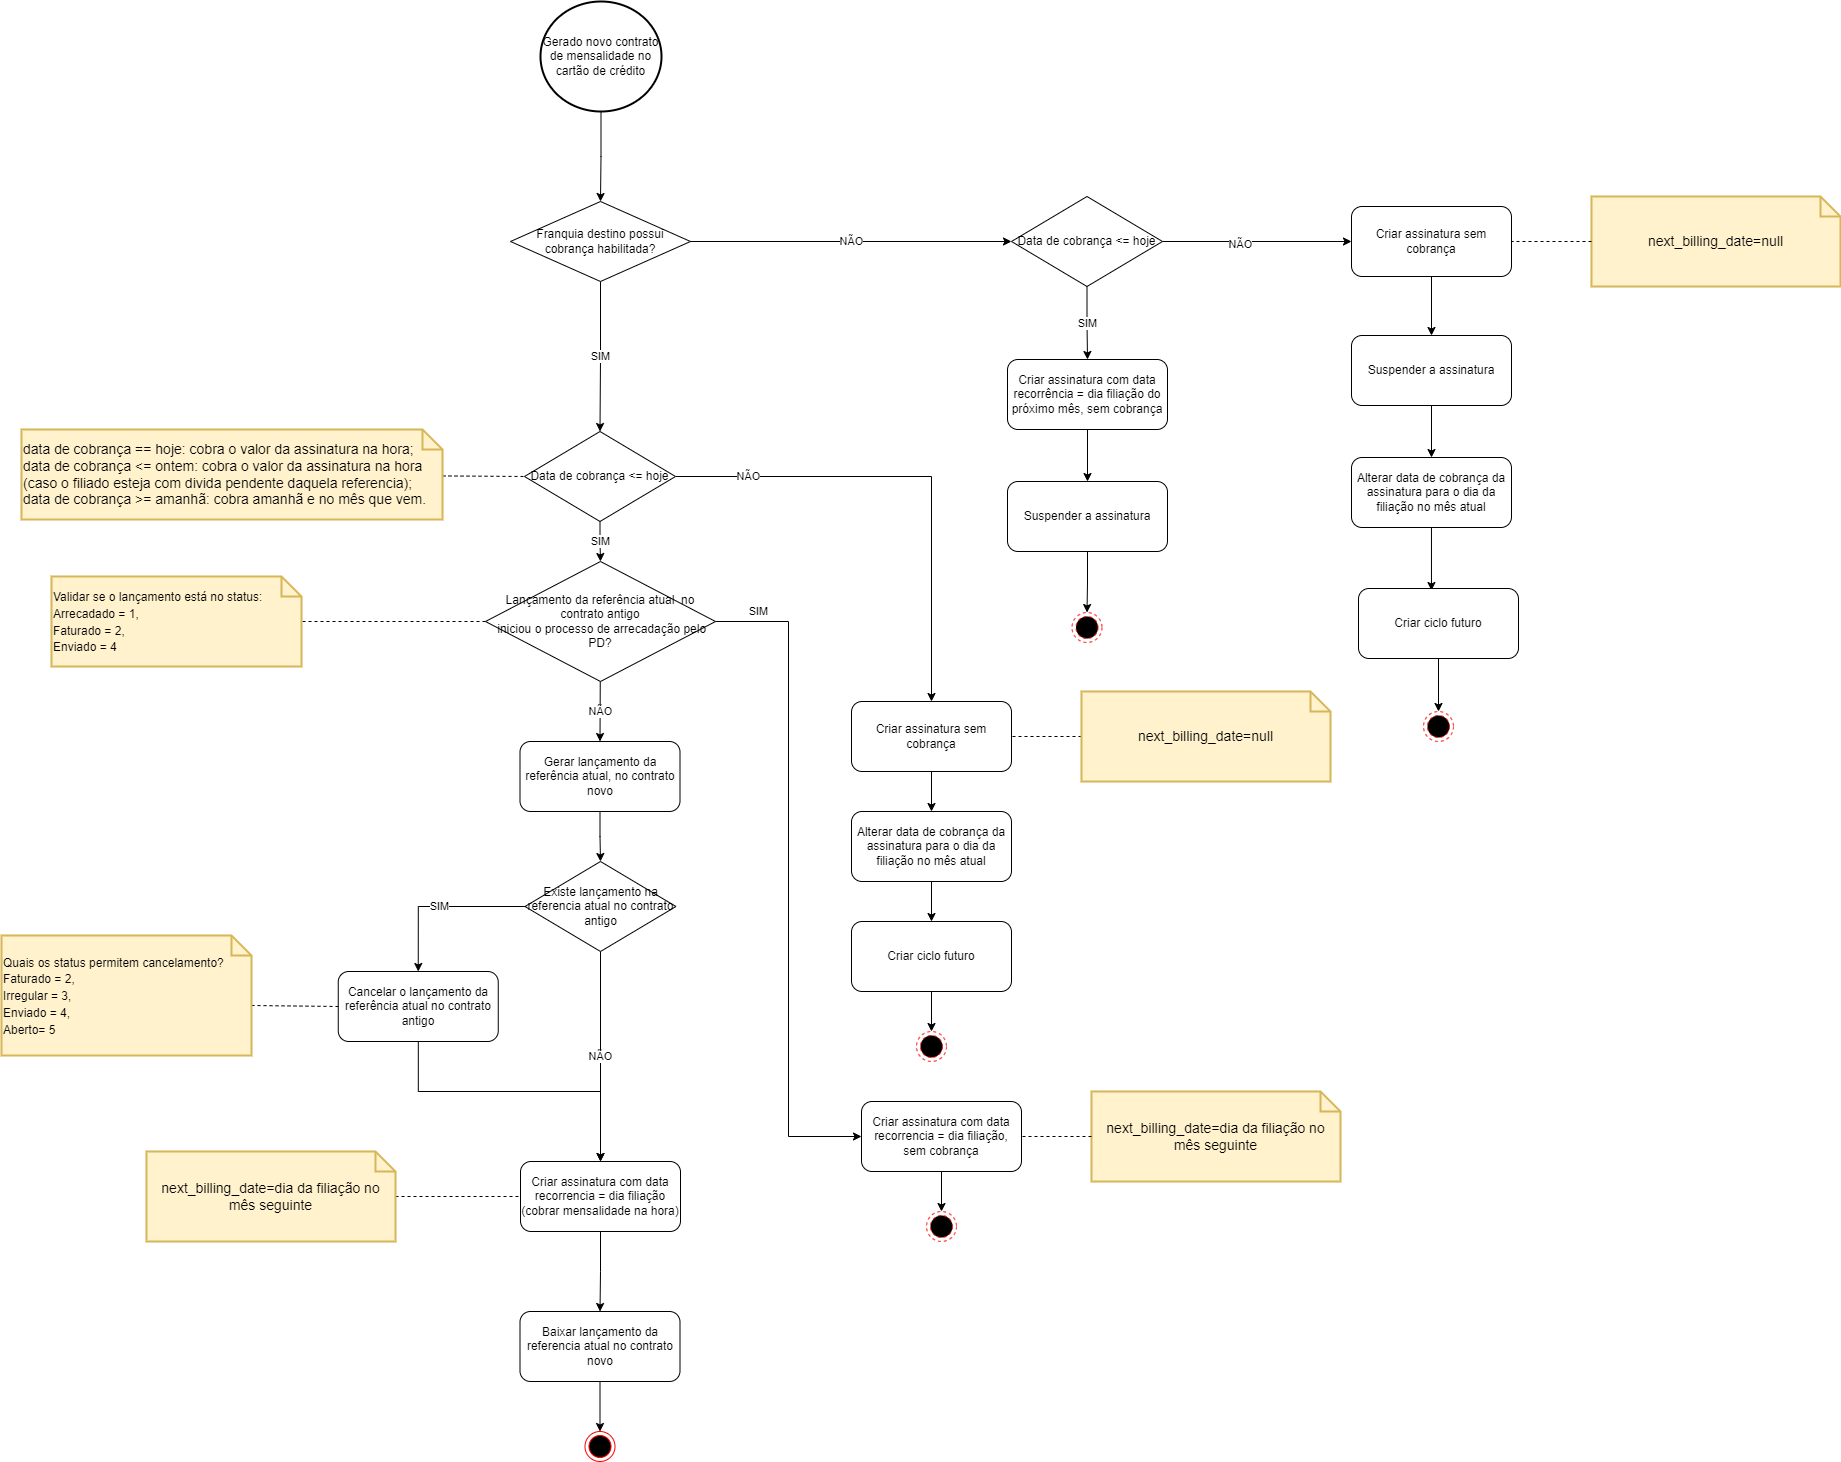 Gerado novo contrato
de mensalidade no
cartão de crédito
Franquia destino possui
cobrança habilitada?
NÃO
Data de cobrança <= hoje
NÃO
Criar assinatura sem
cobrança
next_billing_date=null
SIM
Criar assinatura com data
recorrência = dia filiação do
próximo mês, sem cobrança
Suspender a assinatura
Suspender a assinatura
Alterar data de cobrança da
assinatura para o dia da
filiação no mês atual
Criar ciclo futuro
SIM
data de cobrança == hoje: cobra o valor da assinatura na hora;
data de cobrança <= ontem: cobra o valor da assinatura na hora
(caso o filiado esteja com divida pendente daquela referencia);
data de cobrança >= amanhã: cobra amanhã e no mês que vem.
Data de cobrança <= hoje
NÃO
SIM
Validar se o lançamento está no status:
Arrecadado = 1,
Faturado = 2,
Enviado = 4
Lançamento da referência atual no
contrato antigo
iniciou o processo de arrecadação pelo
PD?
SIM
NÃO
Criar assinatura sem
cobrança
next_billing_date=null
Alterar data de cobrança da
assinatura para o dia da
filiação no mês atual
Criar ciclo futuro
Gerar lançamento da
referência atual, no contrato
novo
Existe lançamento na
referencia atual no contrato
antigo
SIM
Quais os status permitem cancelamento?
Faturado = 2,
Irregular = 3,
Enviado = 4,
Aberto= 5
Cancelar o lançamento da
referência atual no contrato
antigo
NÃO
Criar assinatura com data
recorrencia = dia filiação,
sem cobrança
next_billing_date=dia da filiação no
mês seguinte
next_billing_date=dia da filiação no
mês seguinte
Criar assinatura com data
recorrencia = dia filiação
(cobrar mensalidade na hora)
Baixar lançamento da
referencia atual no contrato
novo